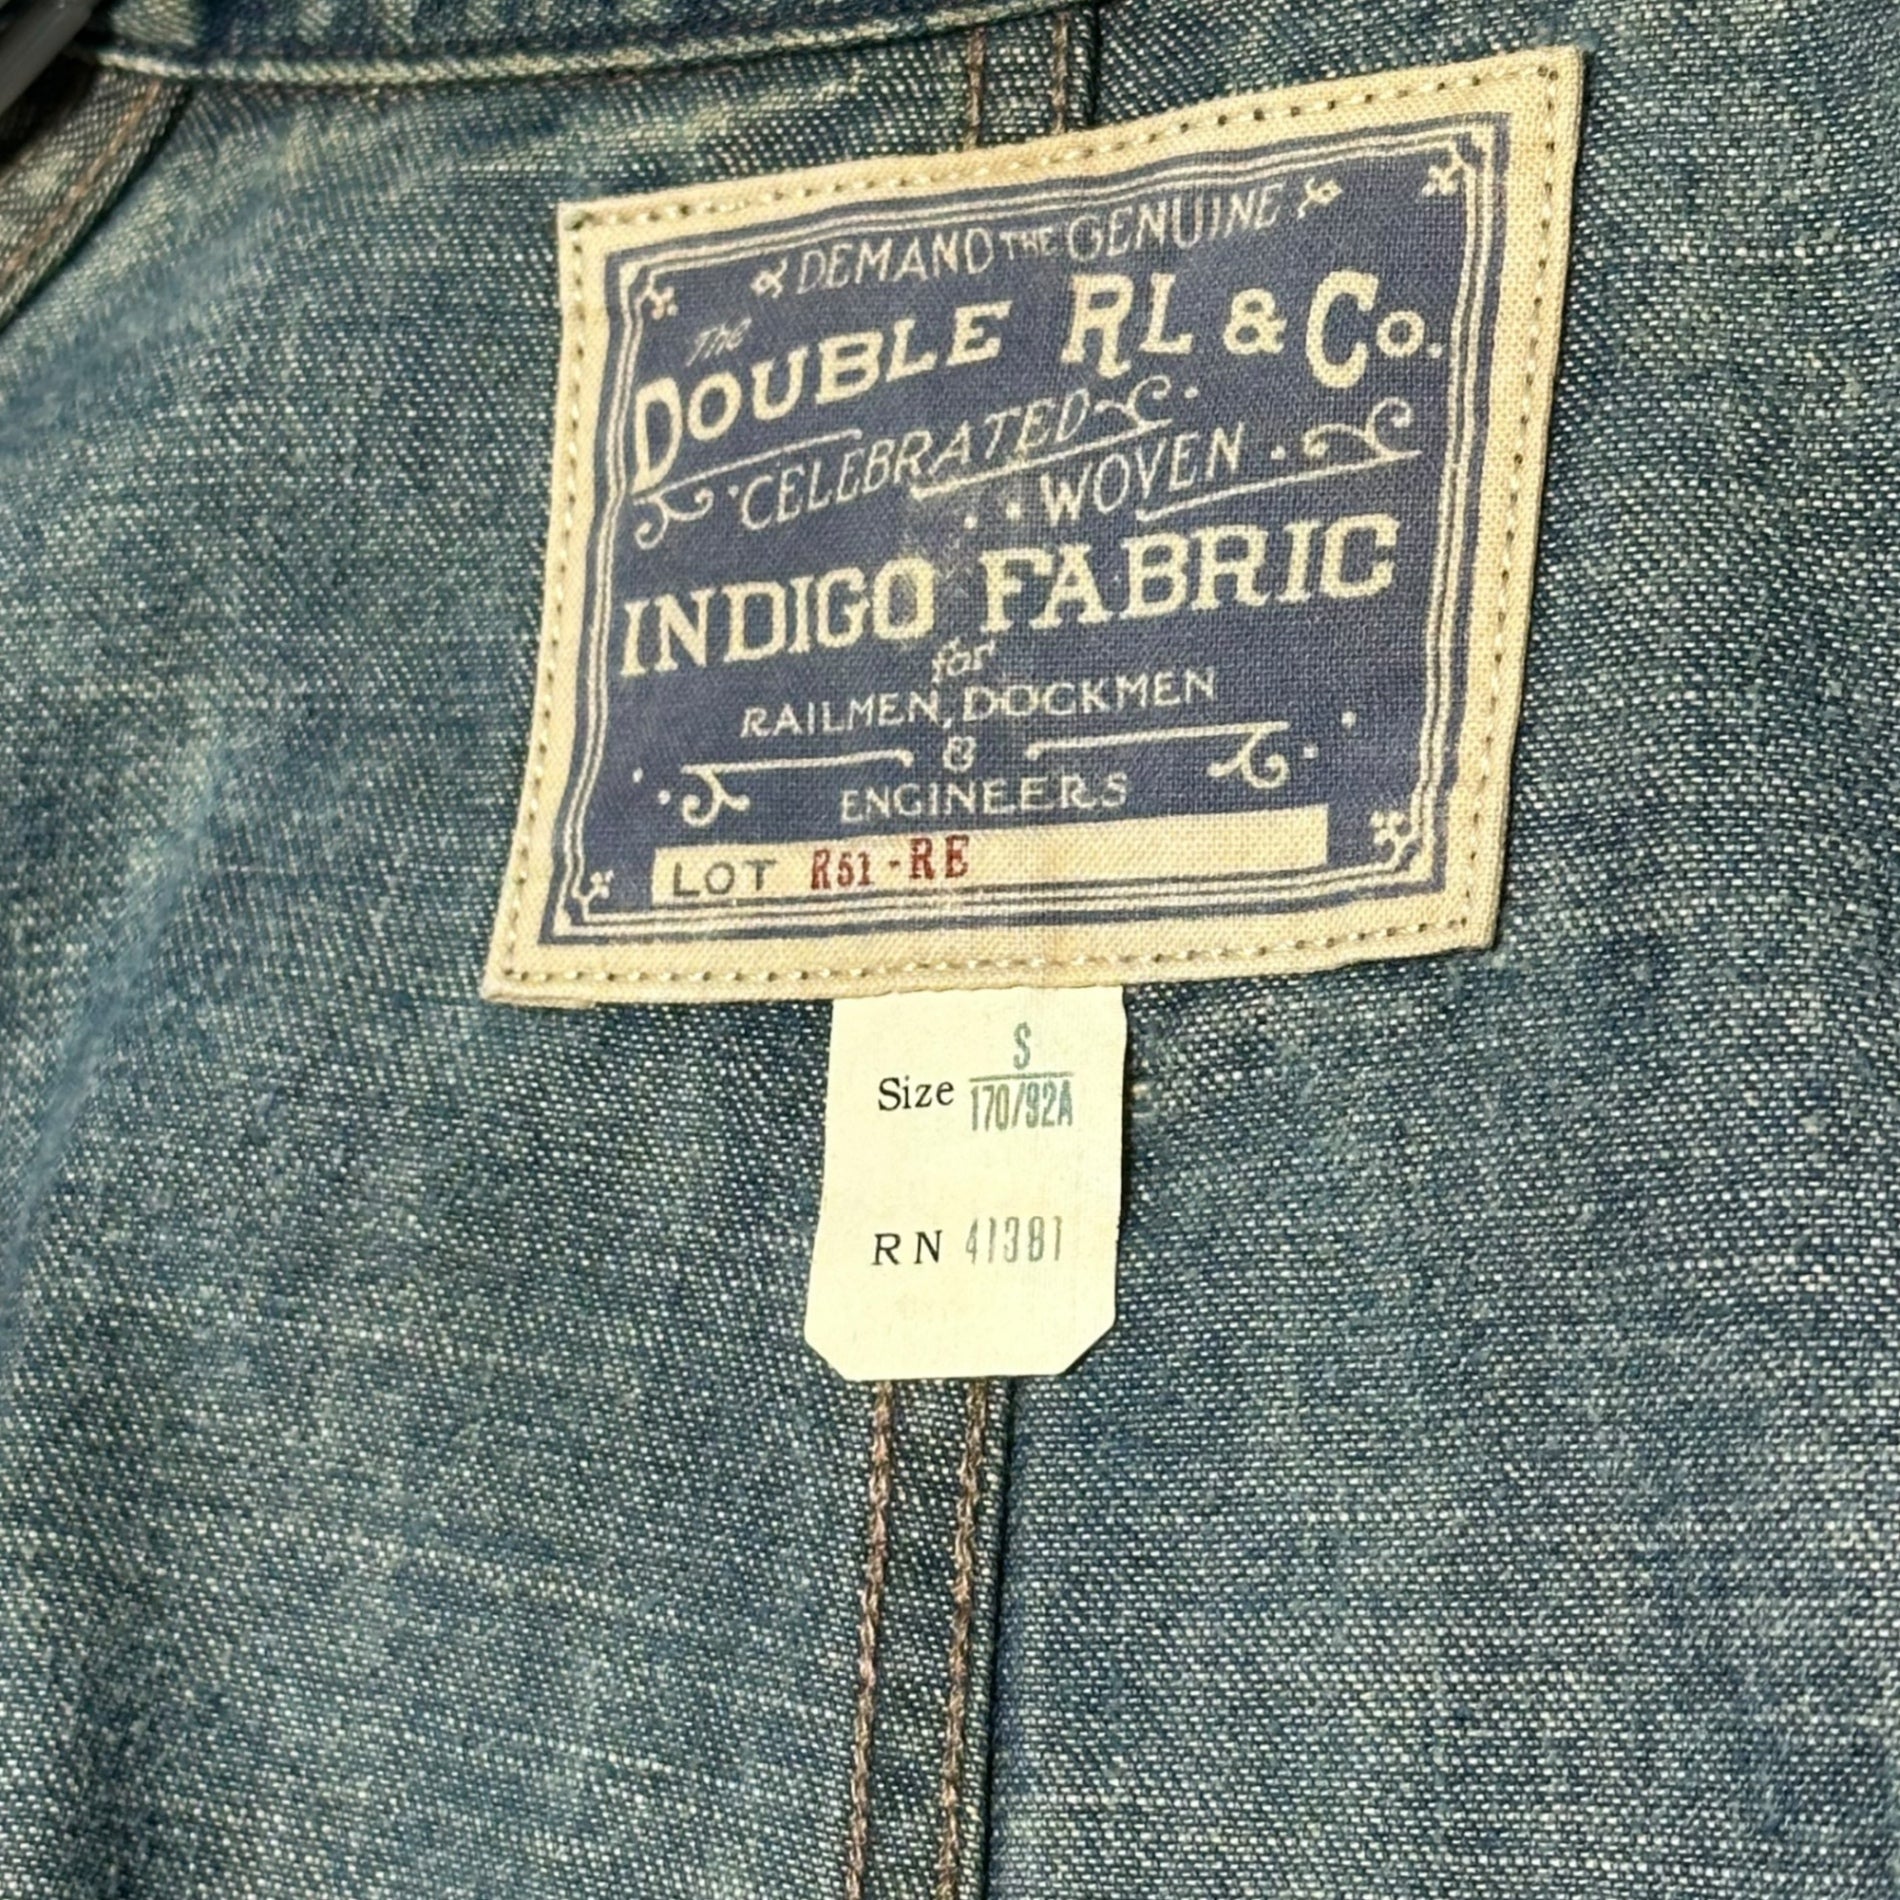 DEMAND THE GENUINE
The
DOUBLE RL & Co.
CELEBRATED
WOVEN
INDIGO FABRIC
for
RAILMEN, DOCKMEN
&
ENGINEERS
LOT R51-RE
S
Size 170/92A
RN 41381